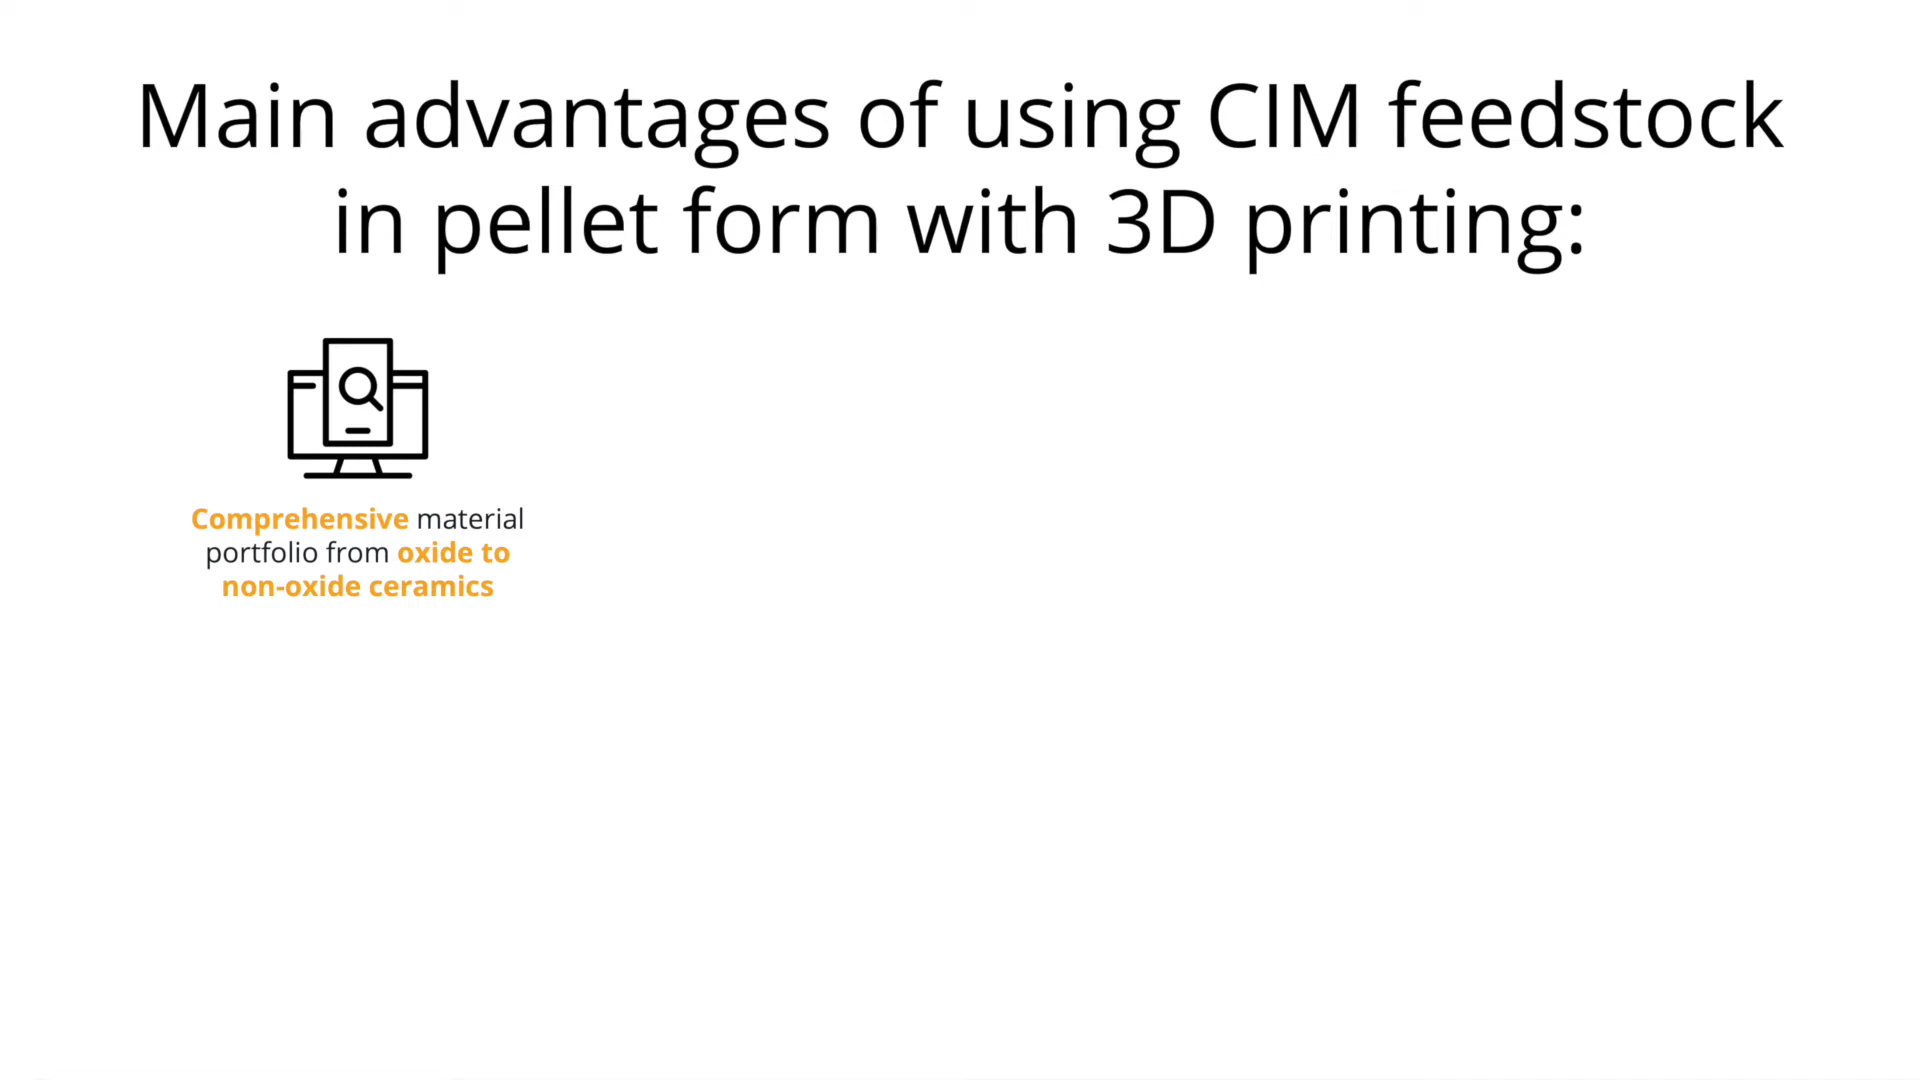 Main advantages of using CIM feedstock
in pellet form with 3D printing:
Comprehensive material
portfolio from oxide to
non-oxide ceramics